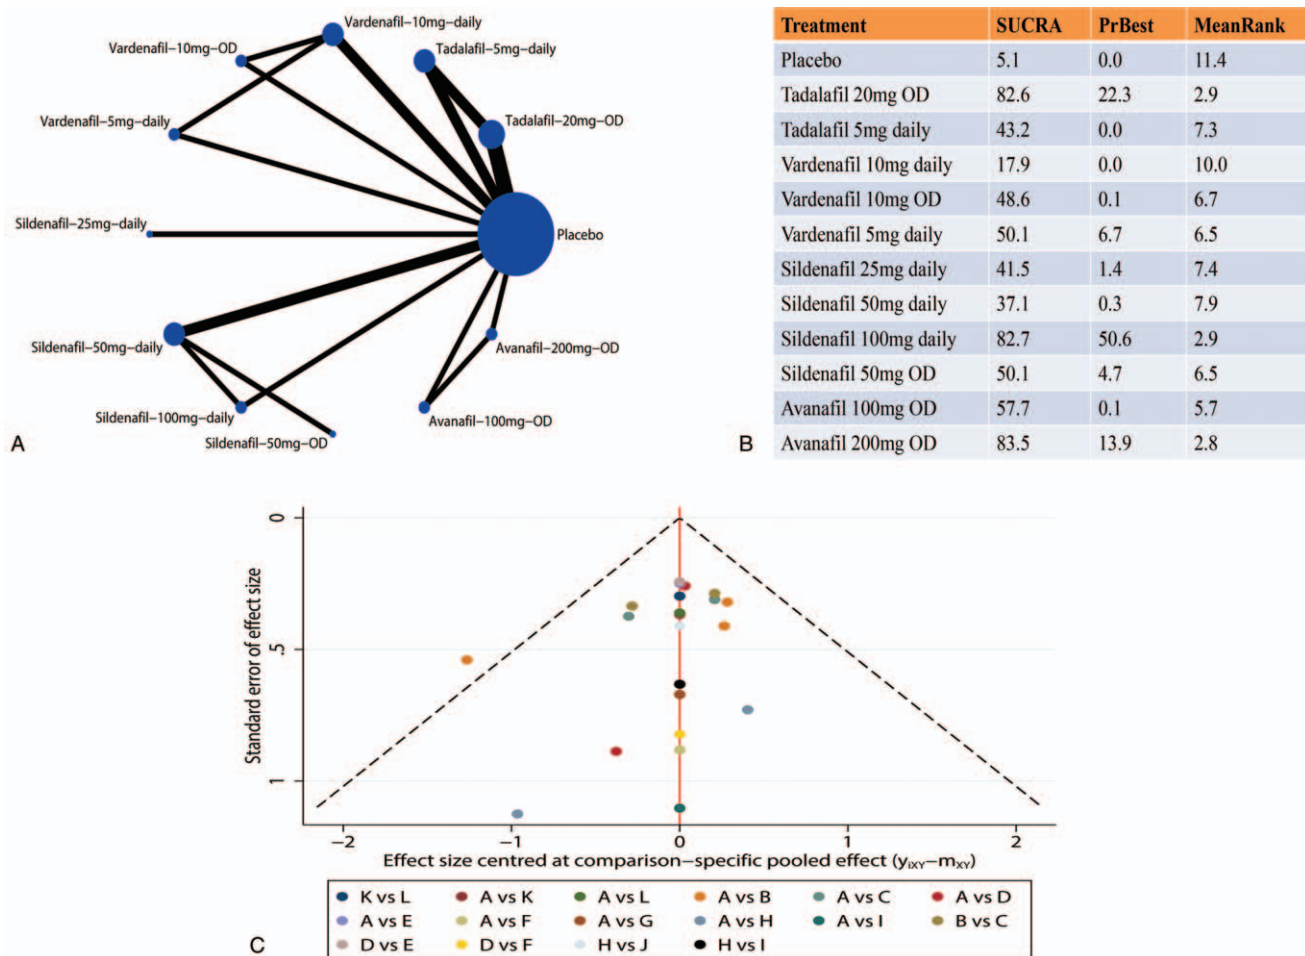 Vardenafil−10mg−daily
Vardenafil−10mg−OD
Tadalafil−5mg−daily
Vardenafil−5mg−daily
Tadalafil−20mg−OD
Sildenafil−25mg−daily
Placebo
Sildenafil−50mg−daily
Avanafil−200mg−OD
Sildenafil−100mg−daily
Avanafil−100mg−OD
Sildenafil−50mg−OD
A
Treatment SUCRA PrBest MeanRank
Placebo 5.1 0.0 11.4
Tadalafil 20mg OD 82.6 22.3 2.9
Tadalafil 5mg daily 43.2 0.0 7.3
Vardenafil 10mg daily 17.9 0.0 10.0
Vardenafil 10mg OD 48.6 0.1 6.7
Vardenafil 5mg daily 50.1 6.7 6.5
Sildenafil 25mg daily 41.5 1.4 7.4
Sildenafil 50mg daily 37.1 0.3 7.9
Sildenafil 100mg daily 82.7 50.6 2.9
Sildenafil 50mg OD 50.1 4.7 6.5
Avanafil 100mg OD 57.7 0.1 5.7
Avanafil 200mg OD 83.5 13.9 2.8
B
Standard error of effect size
0
.5
1
−2 −1 0 1 2
Effect size centred at comparison−specific pooled effect (yiXY−mXY)
K vs L A vs K A vs L A vs B A vs C A vs D
A vs E A vs F A vs G A vs H A vs I B vs C
D vs E D vs F H vs J H vs I
C